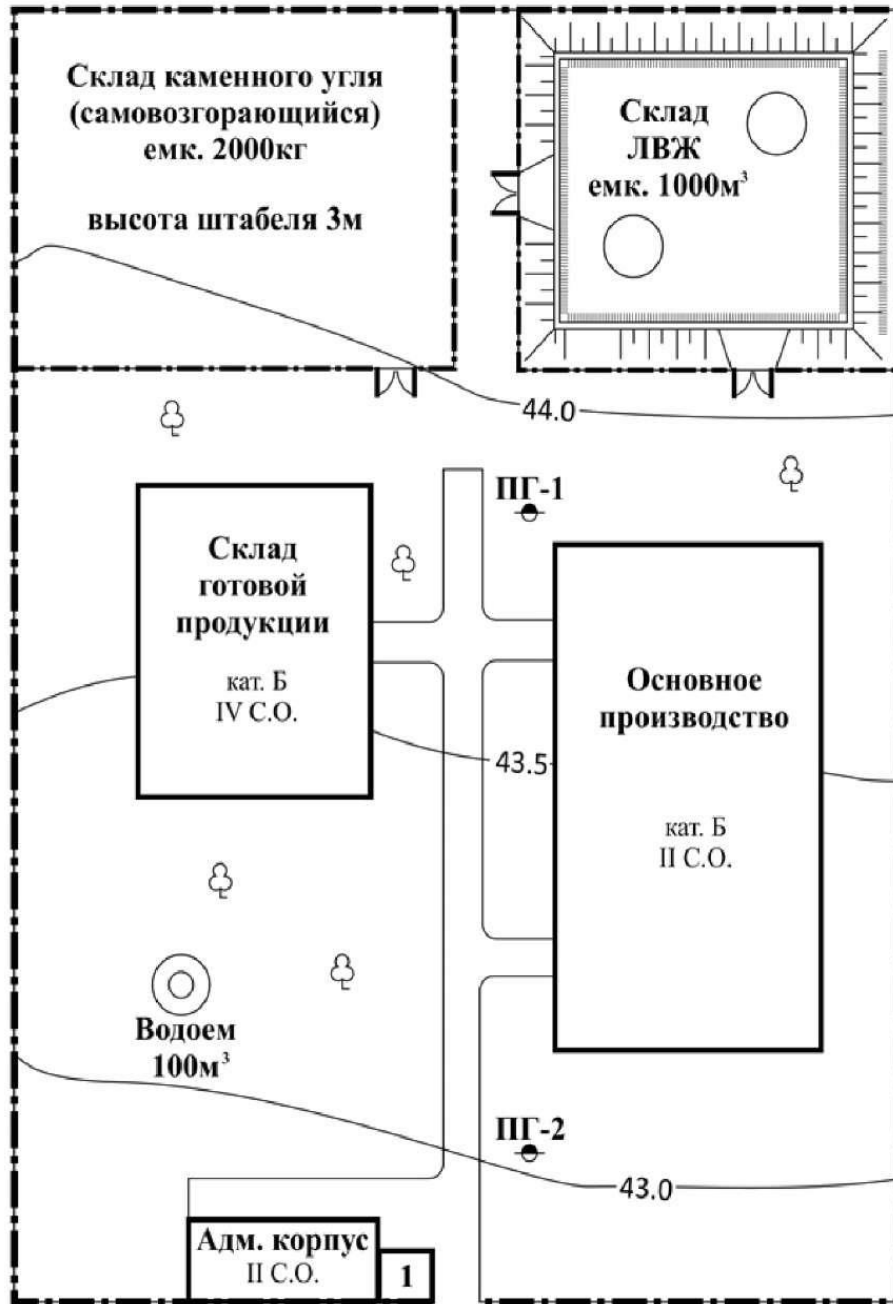 Склад каменного угля
(самовозгорающийся)
емк. 2000кг
высота штабеля 3м
Склад
ЛВЖ
емк. 1000м³
44.0
ПГ-1
Склад
готовой
продукции
кат. Б
IV С.О.
Основное
производство
43.5
кат. Б
II С.О.
Водоем
100м³
ПГ-2
43.0
Адм. корпус
II С.О.
1